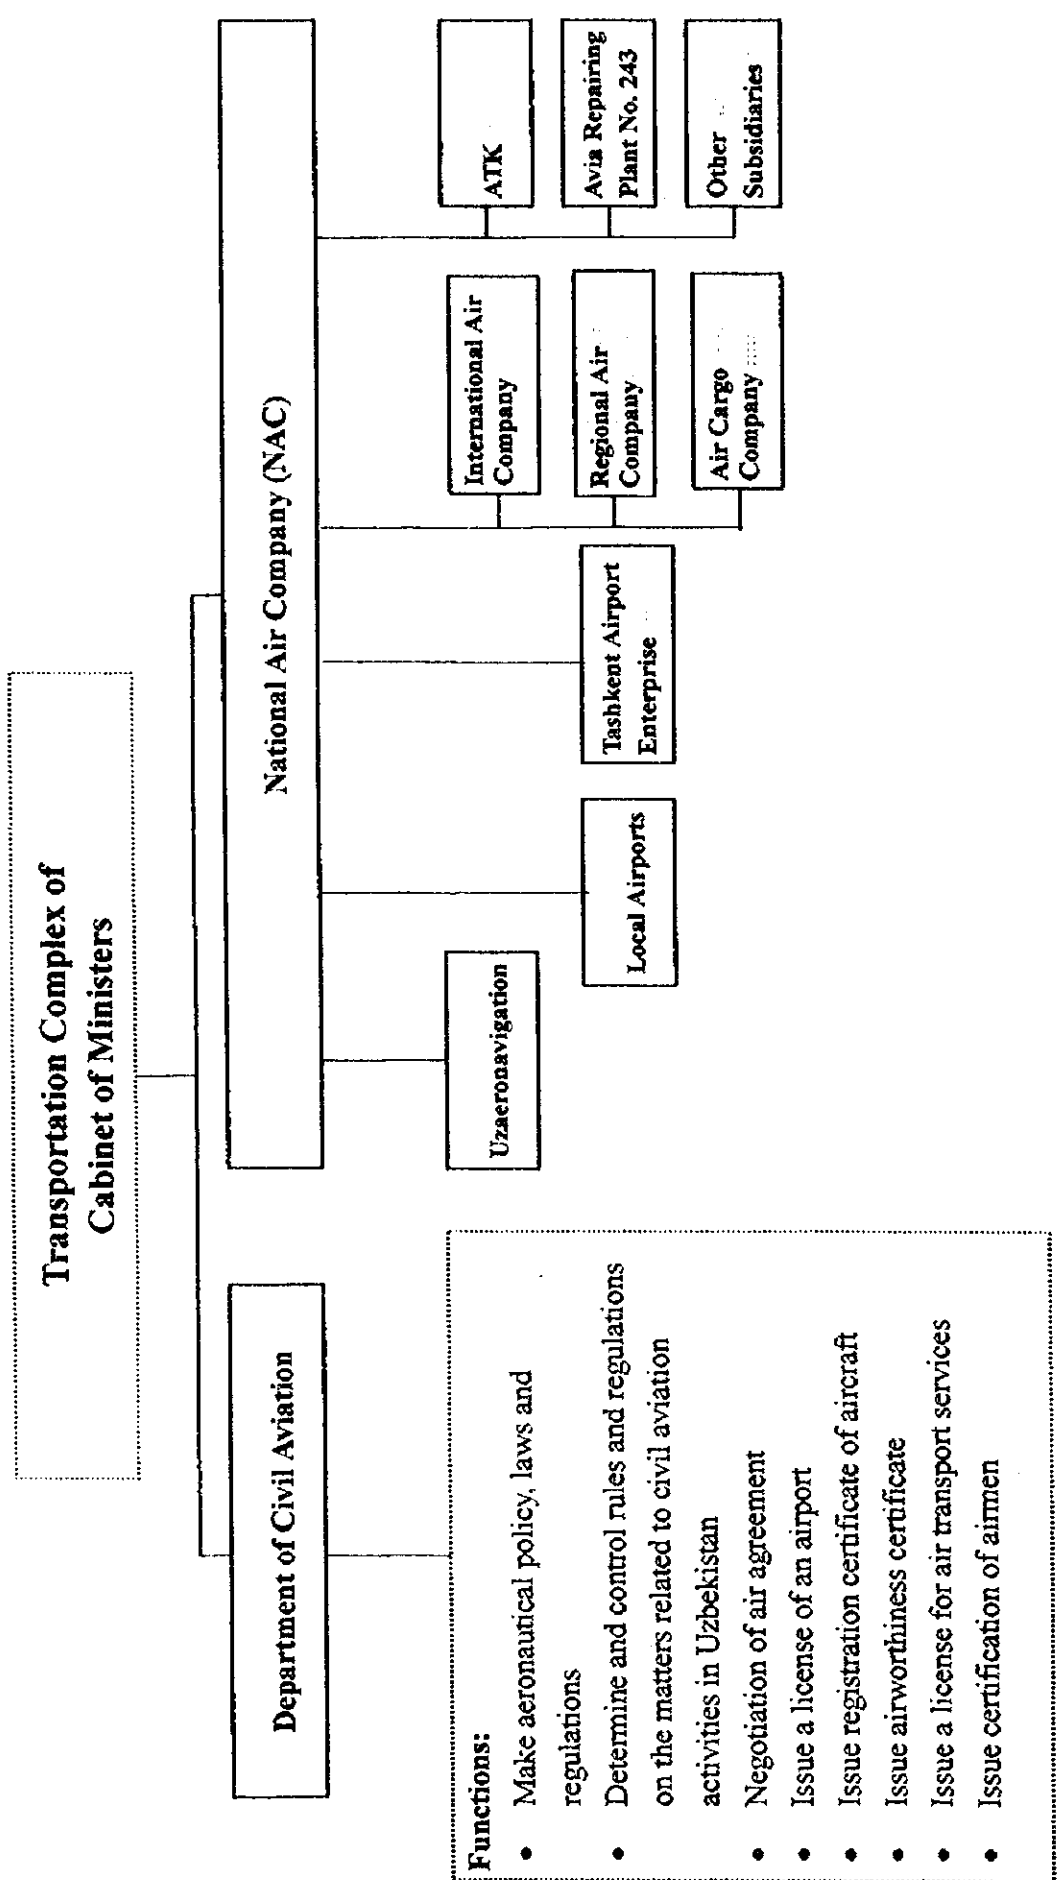 Transportation Complex of
Cabinet of Ministers
Department of Civil Aviation
National Air Company (NAC)
Functions:
• Make aeronautical policy, laws and
regulations
• Determine and control rules and regulations
on the matters related to civil aviation
activities in Uzbekistan
• Negotiation of air agreement
• Issue a license of an airport
• Issue registration certificate of aircraft
• Issue airworthiness certificate
• Issue a license for air transport services
• Issue certification of airmen
Uzaeronavigation
Local Airports
Tashkent Airport
Enterprise
International Air
Company
Regional Air
Company
Air Cargo
Company
ATK
Avia Repairing
Plant No. 243
Other
Subsidiaries